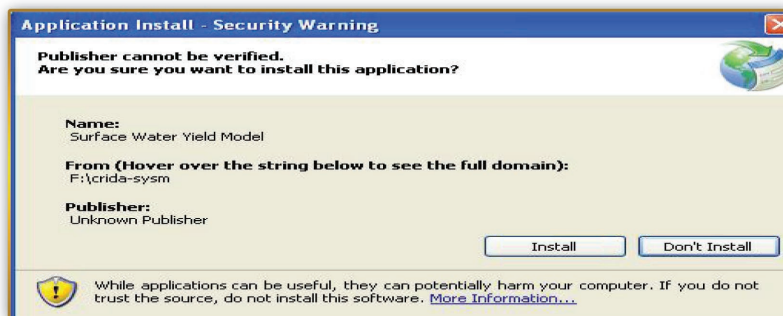 Application Install - Security Warning
Publisher cannot be verified.
Are you sure you want to install this application?
Name:
Surface Water Yield Model
From (Hover over the string below to see the full domain):
F:\crida-sysm
Publisher:
Unknown Publisher
Install Don't Install
While applications can be useful, they can potentially harm your computer. If you do not
trust the source, do not install this software. More Information...